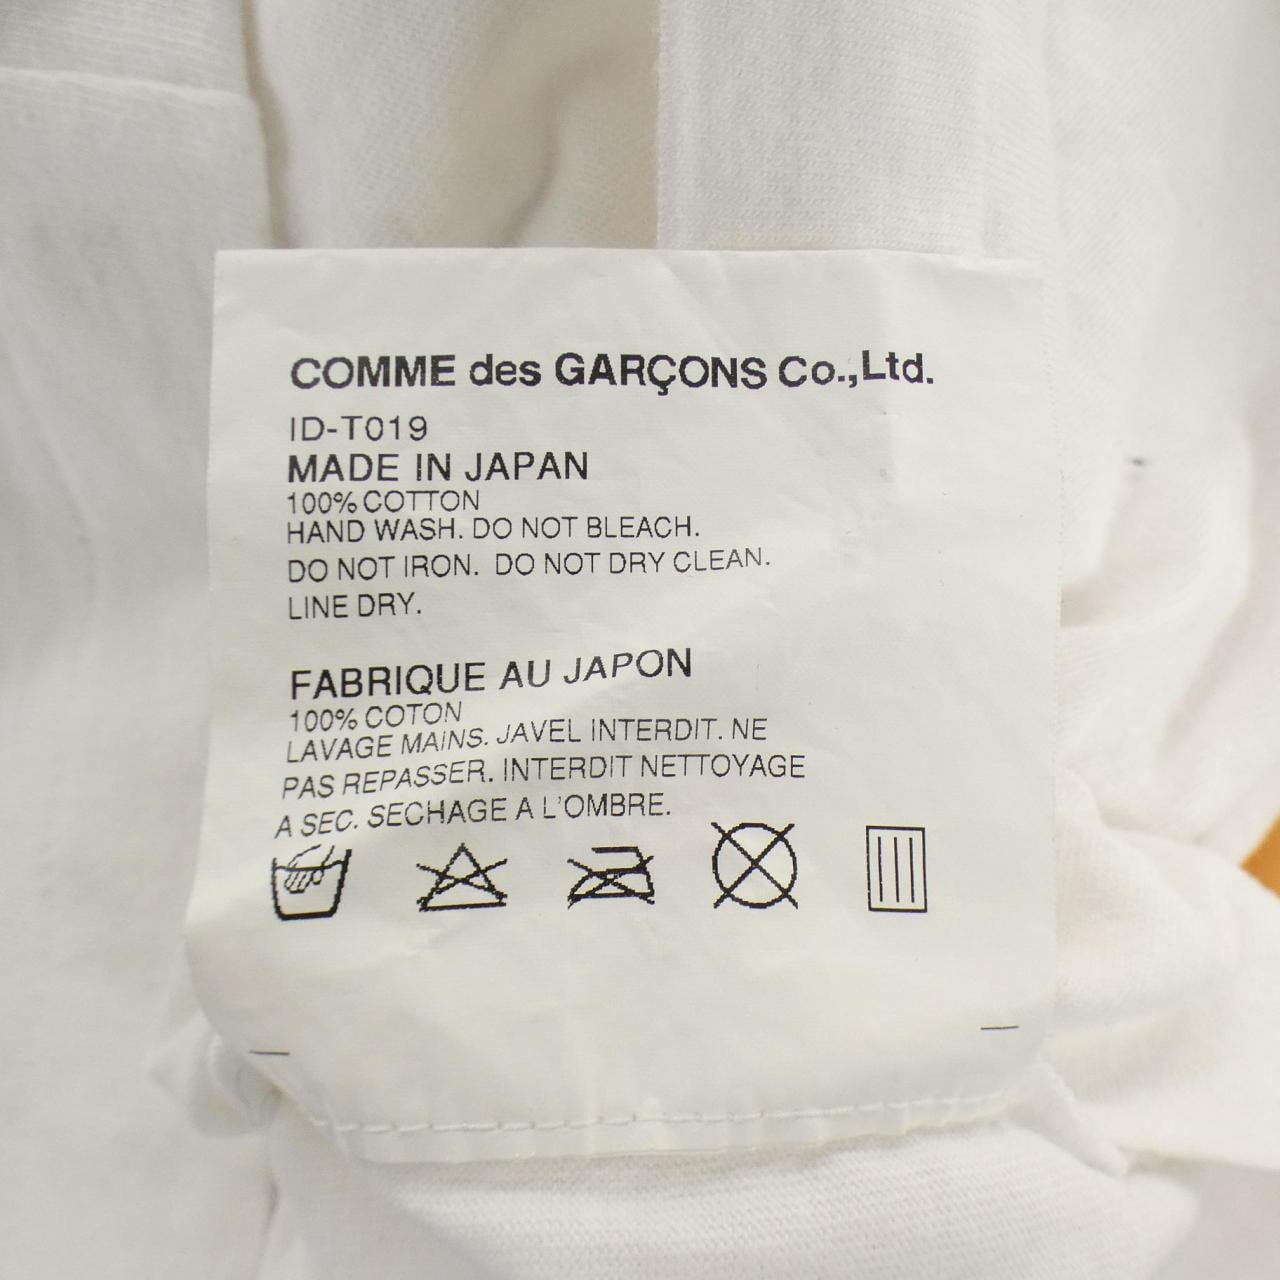 COMME des GARÇONS Co.,Ltd.
ID-T019
MADE IN JAPAN
100% COTTON
HAND WASH. DO NOT BLEACH.
DO NOT IRON. DO NOT DRY CLEAN.
LINE DRY.
FABRIQUE AU JAPON
100% COTON
LAVAGE MAINS. JAVEL INTERDIT. NE
PAS REPASSER. INTERDIT NETTOYAGE
A SEC. SECHAGE A L'OMBRE.